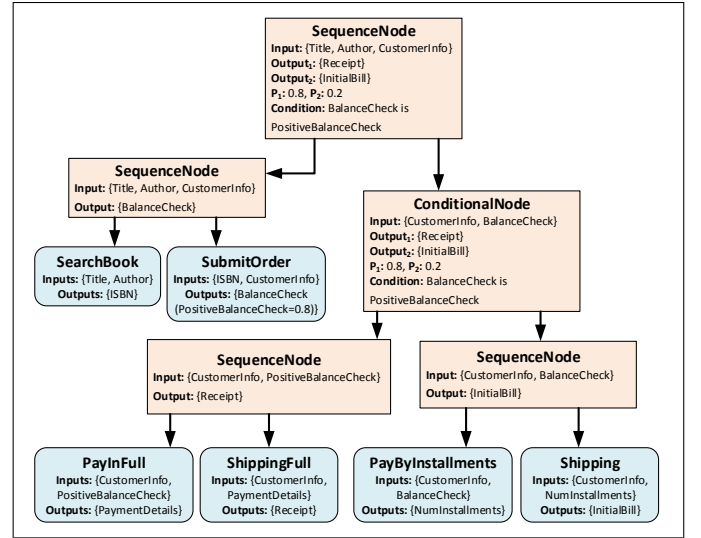 SequenceNode
Input: {Title, Author, CustomerInfo}
Output₁: {Receipt}
Output₂: {InitialBill}
P₁: 0.8, P₂: 0.2
Condition: BalanceCheck is
PositiveBalanceCheck
SequenceNode
Input: {Title, Author, CustomerInfo}
Output: {BalanceCheck}
ConditionalNode
Input: {CustomerInfo, BalanceCheck}
Output₁: {Receipt}
Output₂: {InitialBill}
P₁: 0.8, P₂: 0.2
Condition: BalanceCheck is
PositiveBalanceCheck
SearchBook
Inputs: {Title, Author}
Outputs: {ISBN}
SubmitOrder
Inputs: {ISBN, CustomerInfo}
Outputs: {BalanceCheck
(PositiveBalanceCheck=0.8)}
SequenceNode
Input: {CustomerInfo, PositiveBalanceCheck}
Output: {Receipt}
SequenceNode
Input: {CustomerInfo, BalanceCheck}
Output: {InitialBill}
PayInFull
Inputs: {CustomerInfo,
PositiveBalanceCheck}
Outputs: {PaymentDetails}
ShippingFull
Inputs: {CustomerInfo,
PaymentDetails}
Outputs: {Receipt}
PayByInstallments
Inputs: {CustomerInfo,
BalanceCheck}
Outputs: {NumInstallments}
Shipping
Inputs: {CustomerInfo,
NumInstallments}
Outputs: {InitialBill}